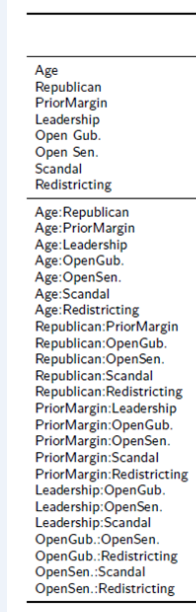 Age
Republican
PriorMargin
Leadership
Open Gub.
Open Sen.
Scandal
Redistricting
Age:Republican
Age:PriorMargin
Age:Leadership
Age:OpenGub.
Age:OpenSen.
Age:Scandal
Age:Redistricting
Republican:PriorMargin
Republican:OpenGub.
Republican:OpenSen.
Republican:Scandal
Republican:Redistricting
PriorMargin:Leadership
PriorMargin:OpenGub.
PriorMargin:OpenSen.
PriorMargin:Scandal
PriorMargin:Redistricting
Leadership:OpenGub.
Leadership:OpenSen.
Leadership:Scandal
OpenGub.:OpenSen.
OpenGub.:Redistricting
OpenSen.:Scandal
OpenSen.:Redistricting